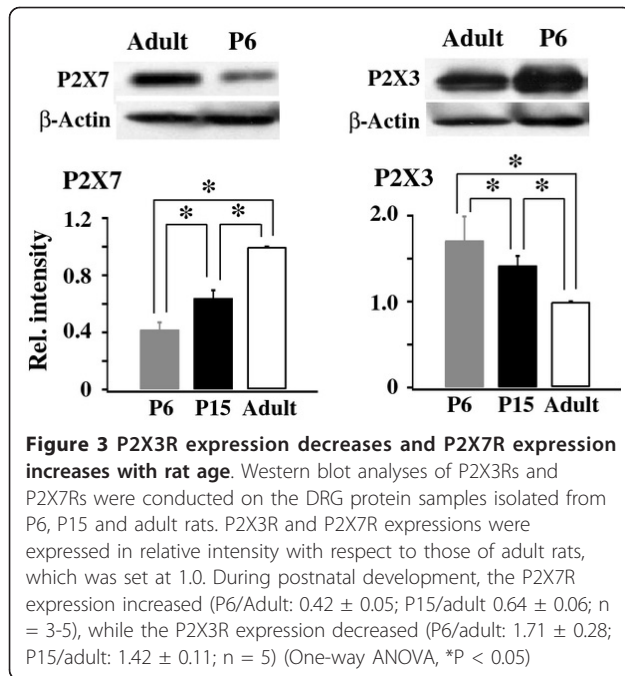 Adult P6
P2X7
β-Actin
Adult P6
P2X3
β-Actin
P2X7
Rel. intensity
1.2
0.8
0.4
0
* * *
P6 P15 Adult
P2X3
2.0
1.0
0
* * *
P6 P15 Adult
Figure 3 P2X3R expression decreases and P2X7R expression
increases with rat age. Western blot analyses of P2X3Rs and
P2X7Rs were conducted on the DRG protein samples isolated from
P6, P15 and adult rats. P2X3R and P2X7R expressions were
expressed in relative intensity with respect to those of adult rats,
which was set at 1.0. During postnatal development, the P2X7R
expression increased (P6/Adult: 0.42 ± 0.05; P15/adult 0.64 ± 0.06; n
= 3-5), while the P2X3R expression decreased (P6/adult: 1.71 ± 0.28;
P15/adult: 1.42 ± 0.11; n = 5) (One-way ANOVA, *P < 0.05)